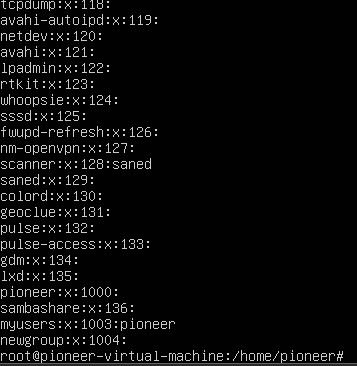 tcpdump:x:118:
avahi-autoipd:x:119:
netdev:x:120:
avahi:x:121:
lpadmin:x:122:
rtkit:x:123:
whoopsie:x:124:
sssd:x:125:
fwupd-refresh:x:126:
nm-openvpn:x:127:
scanner:x:128:saned
saned:x:129:
colord:x:130:
geoclue:x:131:
pulse:x:132:
pulse-access:x:133:
gdm:x:134:
lxd:x:135:
pioneer:x:1000:
sambashare:x:136:
myusers:x:1003:pioneer
newgroup:x:1004:
root@pioneer-virtual-machine:/home/pioneer#